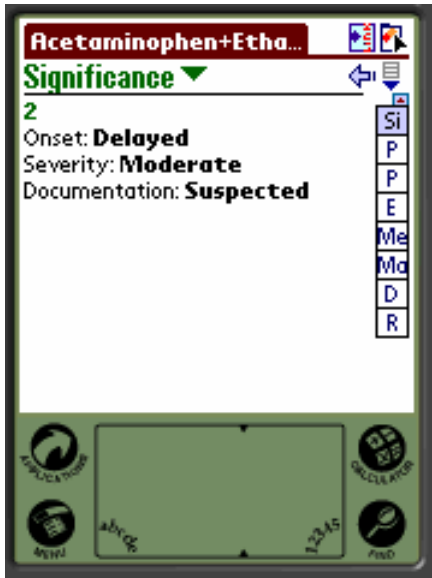 Acetaminophen+Etha...
Significance
2
Onset: Delayed
Severity: Moderate
Documentation: Suspected
Si
P
P
E
Me
Ma
D
R
APPLICATIONS
CALCULATOR
MENU
abcde
12345
FIND